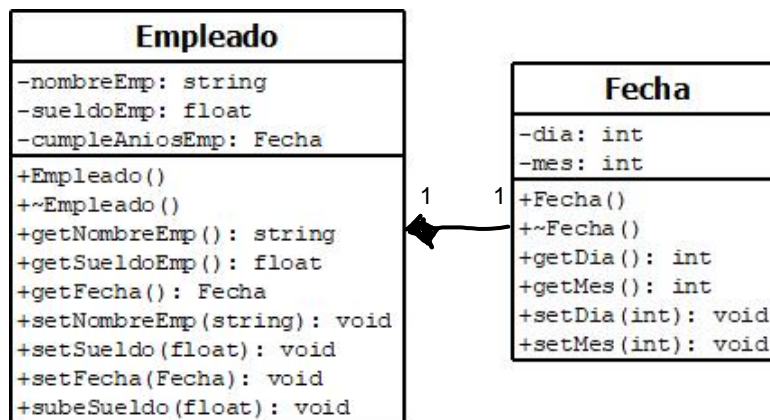 Empleado
-nombreEmp: string
-sueldoEmp: float
-cumpleAniosEmp: Fecha
+Empleado()
+~Empleado()
+getNombreEmp(): string
+getSueldoEmp(): float
+getFecha(): Fecha
+setNombreEmp(string): void
+setSueldo(float): void
+setFecha(Fecha): void
+subeSueldo(float): void
1
1
Fecha
-dia: int
-mes: int
+Fecha()
+~Fecha()
+getDia(): int
+getMes(): int
+setDia(int): void
+setMes(int): void